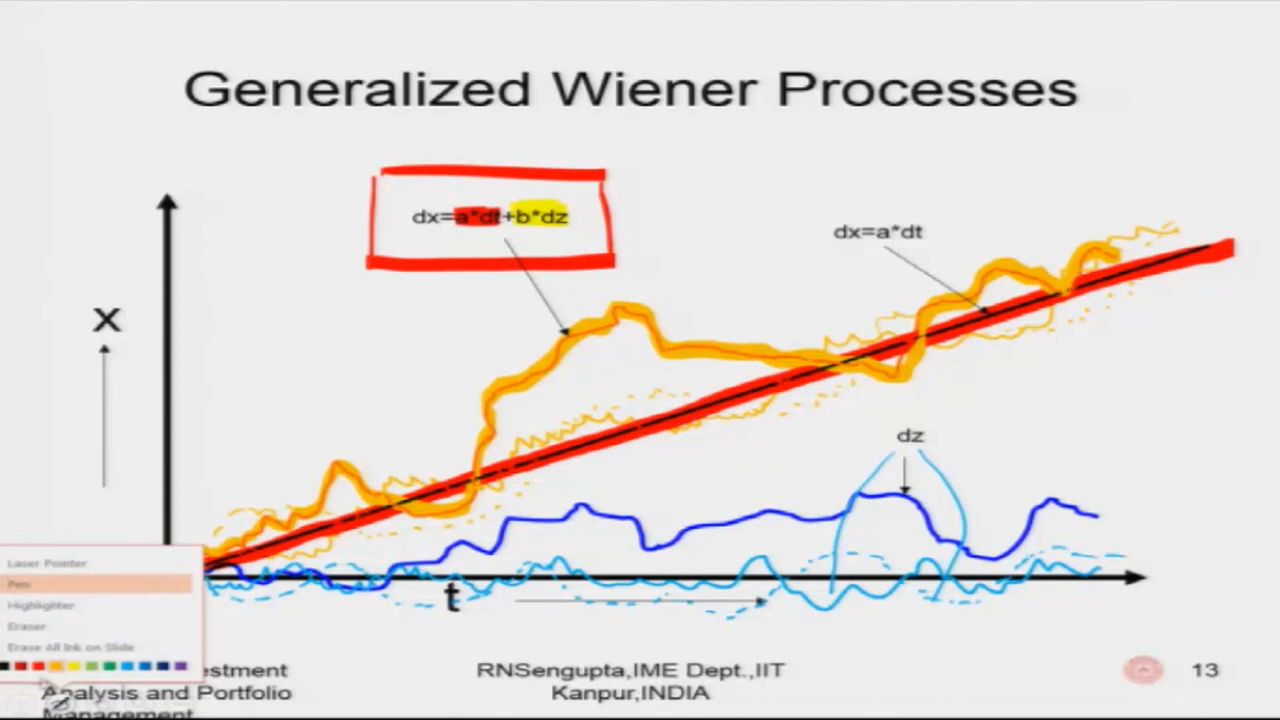 Generalized Wiener Processes
dx=a*dt+b*dz
dx=a*dt
X
dz
Laser Pointer
Pen
Highlighter
Eraser
Erase All Ink on Slide
t
estment
Analysis and Portfolio
Management
RNSengupta,IME Dept.,IIT
Kanpur,INDIA
13